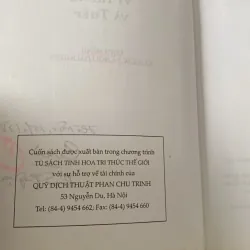 Cuốn sách được xuất bản trong chương trình
TỦ SÁCH TINH HOA TRI THỨC THẾ GIỚI
với sự hỗ trợ về tài chính của
QUỸ DỊCH THUẬT PHAN CHU TRINH
53 Nguyễn Du, Hà Nội
Tel: (84-4) 9454 662; Fax: (84-4) 9454 660